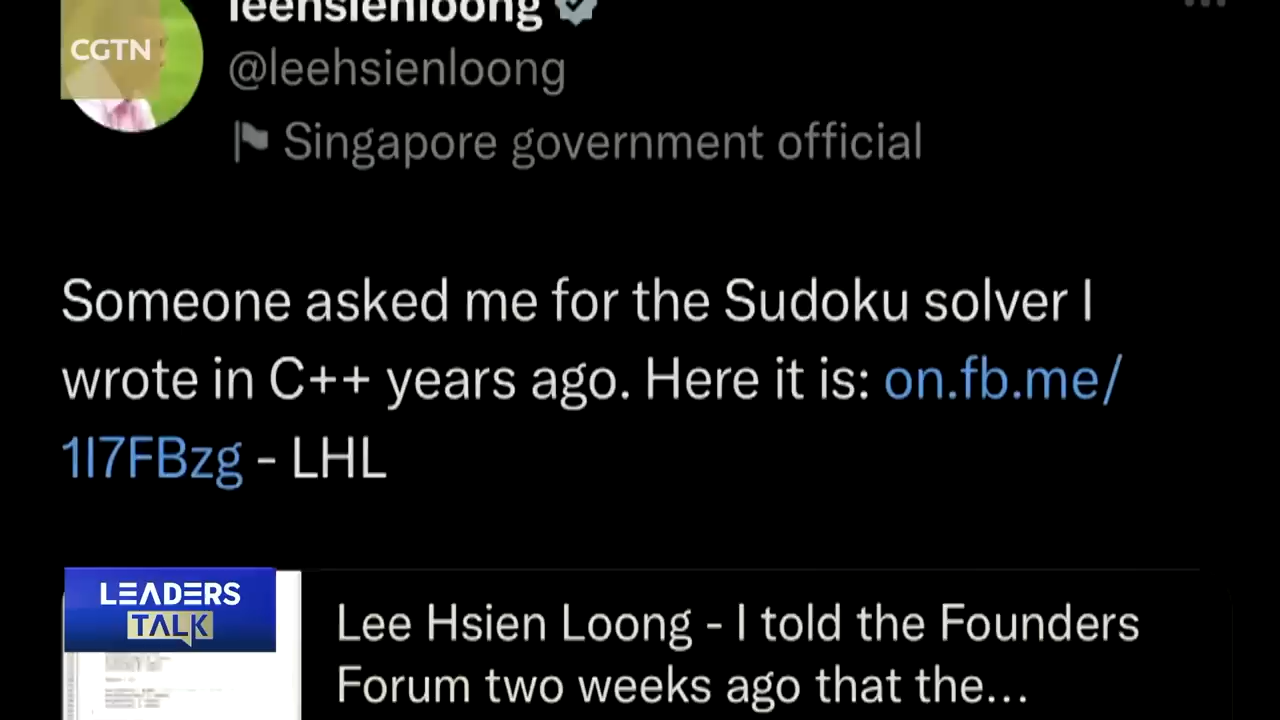 leehsienloong
CGTN
@leehsienloong
Singapore government official
Someone asked me for the Sudoku solver I
wrote in C++ years ago. Here it is: on.fb.me/
1I7FBzg - LHL
LEADERS
TALK
Lee Hsien Loong - I told the Founders
Forum two weeks ago that the...